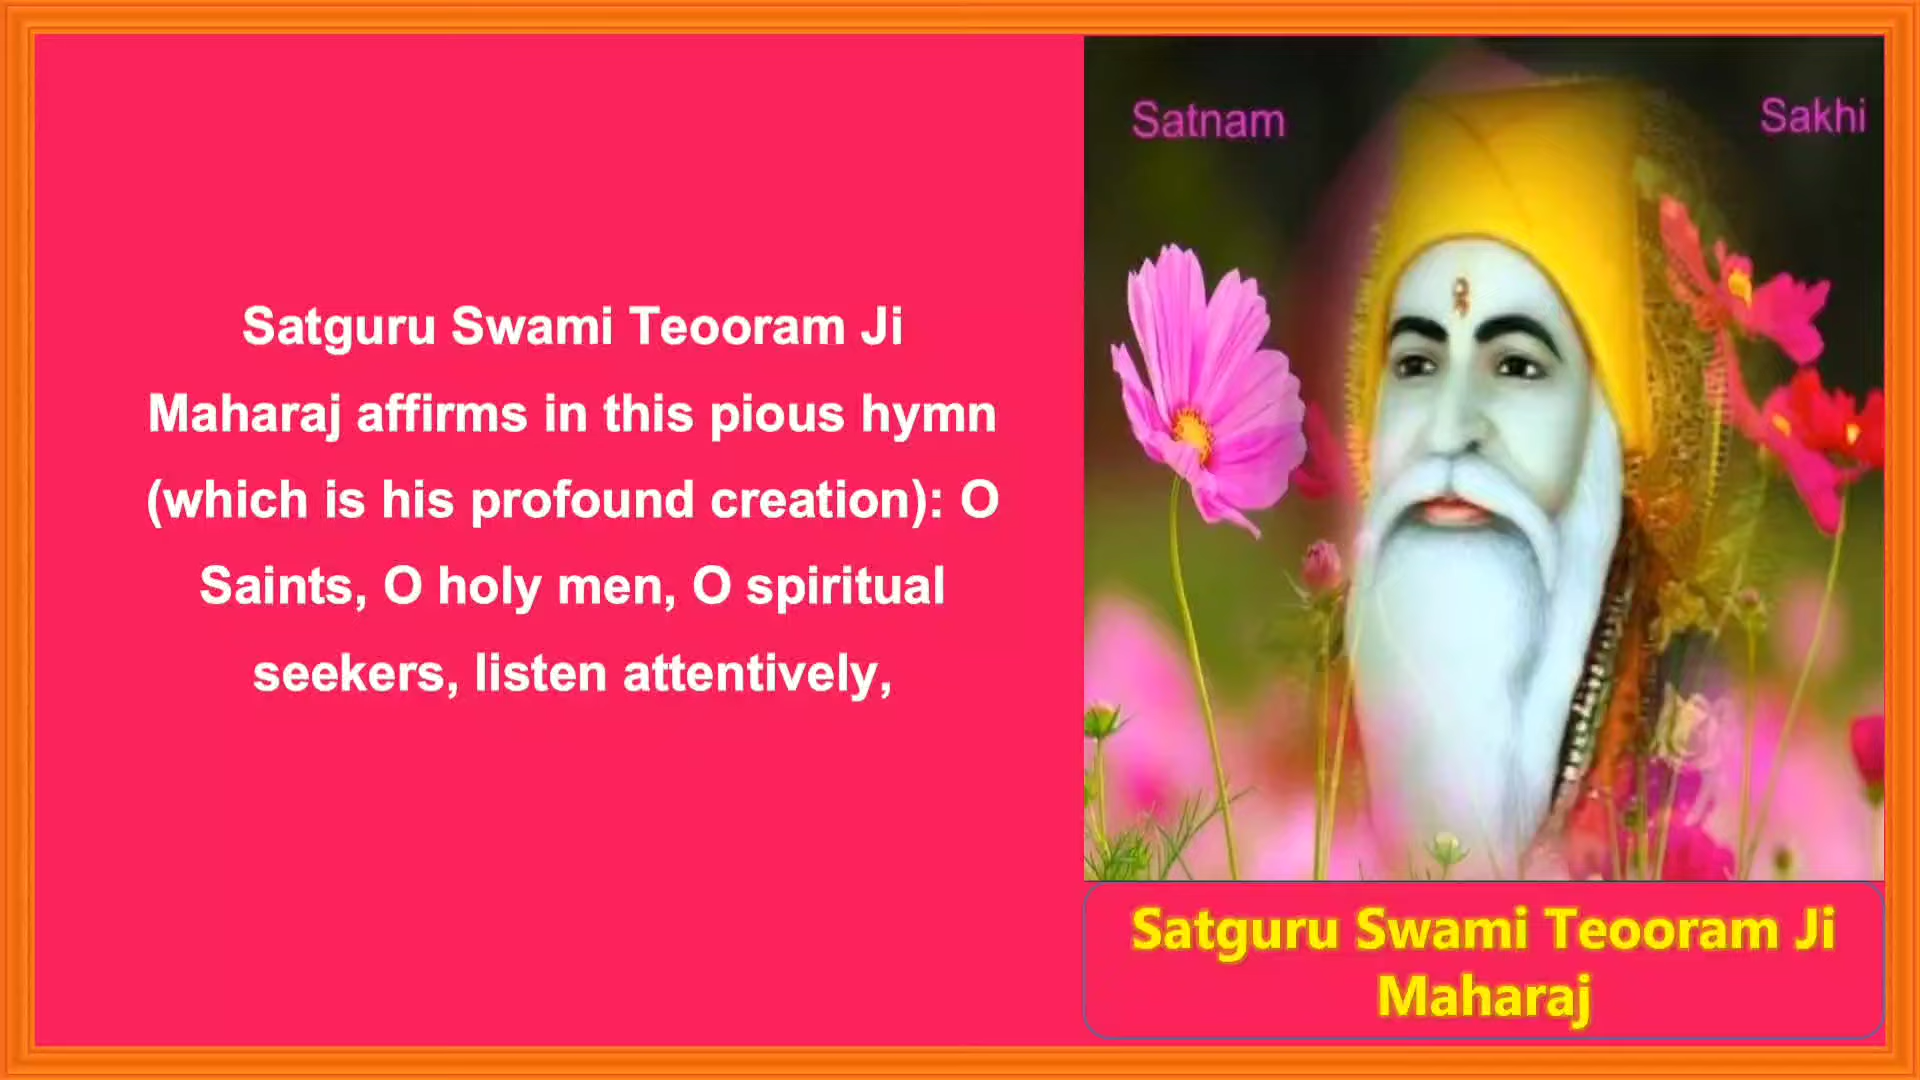 Satguru Swami Teooram Ji
Maharaj affirms in this pious hymn
(which is his profound creation): O
Saints, O holy men, O spiritual
seekers, listen attentively,
Satnam
Sakhi
Satguru Swami Teooram Ji
Maharaj